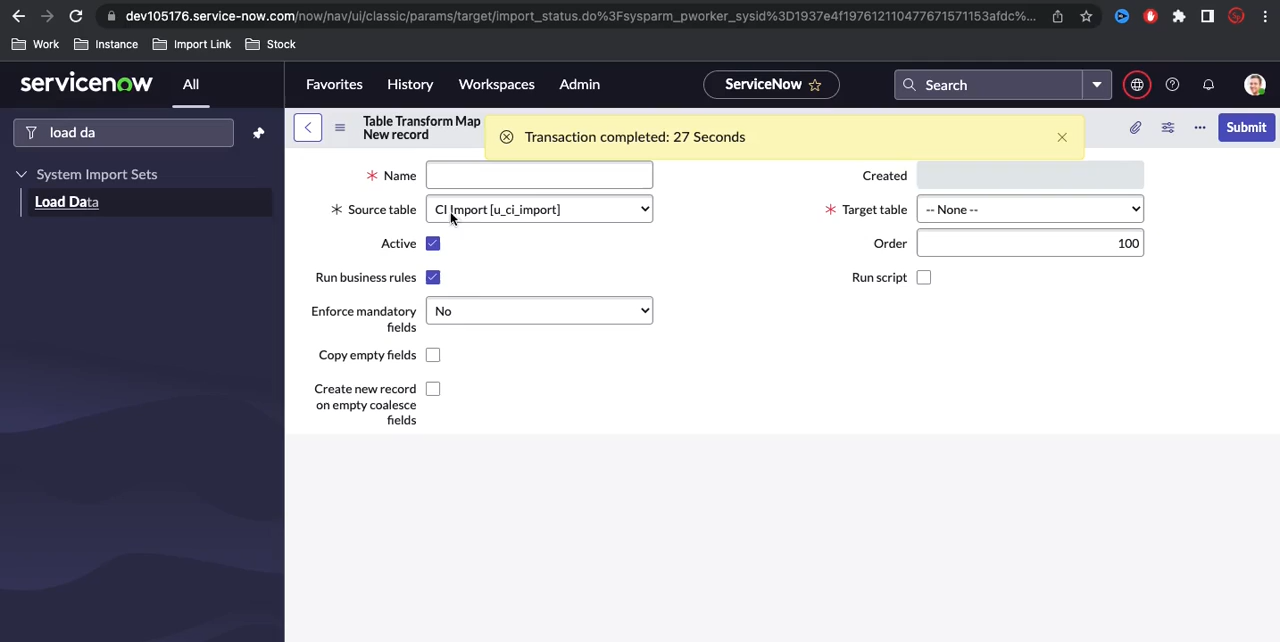 dev105176.service-now.com/now/nav/ui/classic/params/target/import_status.do%3Fsysparm_pworker_sysid%3D1937e4f197612110477671571153afdc%...
Work Instance Import Link Stock
servicenow All Favorites History Workspaces Admin ServiceNow Search
load da
System Import Sets
Load Data
Table Transform Map
New record
Transaction completed: 27 Seconds
Submit
* Name
Created
* Source table CI Import [u_ci_import]
* Target table -- None --
Active
Order 100
Run business rules
Run script
Enforce mandatory
fields
No
Copy empty fields
Create new record
on empty coalesce
fields